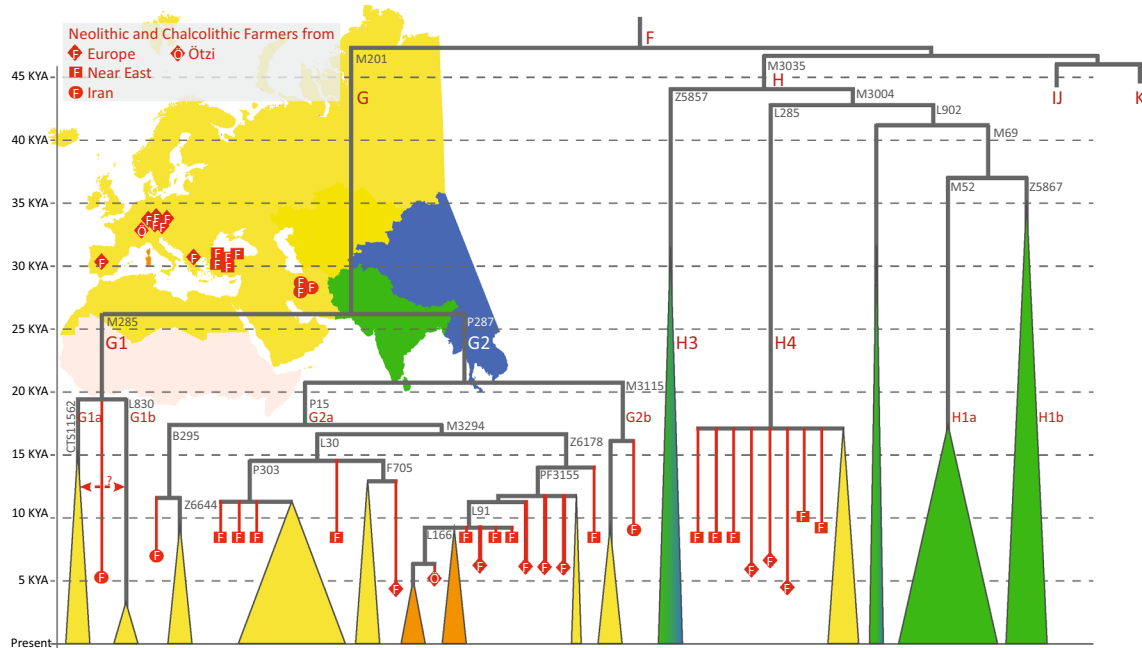 Neolithic and Chalcolithic Farmers from
F Europe O Ötzi
F Near East
F Iran
F
M201
M3035
45 KYA
H
IJ
K
Z5857
M3004
G
L285
L902
M69
40 KYA
M52
Z5867
35 KYA
30 KYA
M285
P287
25 KYA
G1
G2
H3
H4
M3115
20 KYA
CTS11562
G1a
L830
G1b
P15
G2a
G2b
H1a
H1b
B295
M3294
L30
Z6178
15 KYA
P303
F705
PF3155
?
Z6644
L91
10 KYA
L166
5 KYA
Present